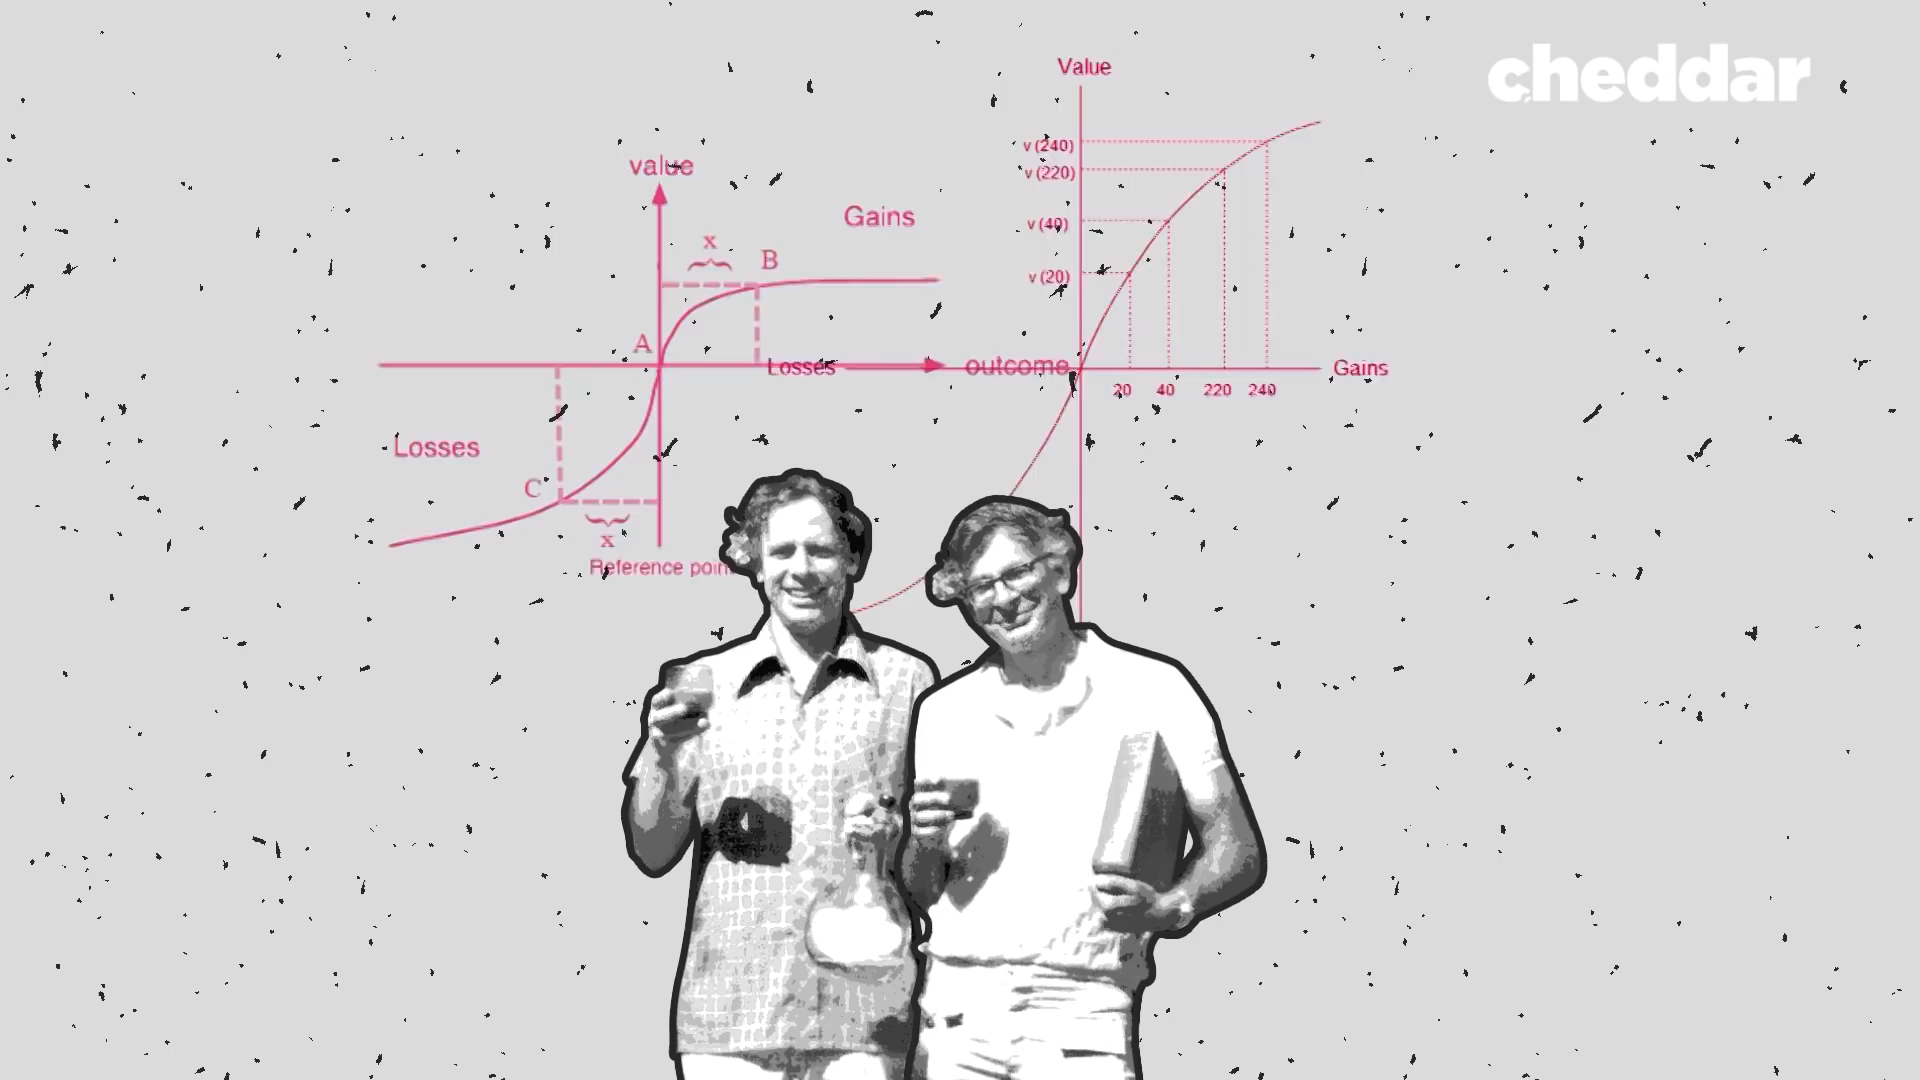 cheddar
value
Gains
x
B
A
outcome
Losses
C
x
Reference poin
Value
v (240)
v (220)
v (40)
v (20)
Losses
Gains
20 40 220 240